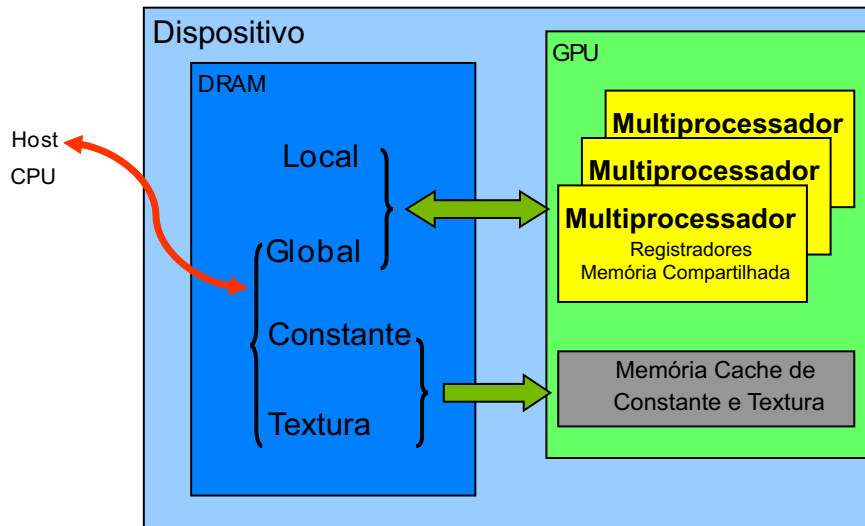 Dispositivo
DRAM
GPU
Host
CPU
Local
Global
Constante
Textura
Multiprocessador
Multiprocessador
Multiprocessador
Registradores
Memória Compartilhada
Memória Cache de
Constante e Textura